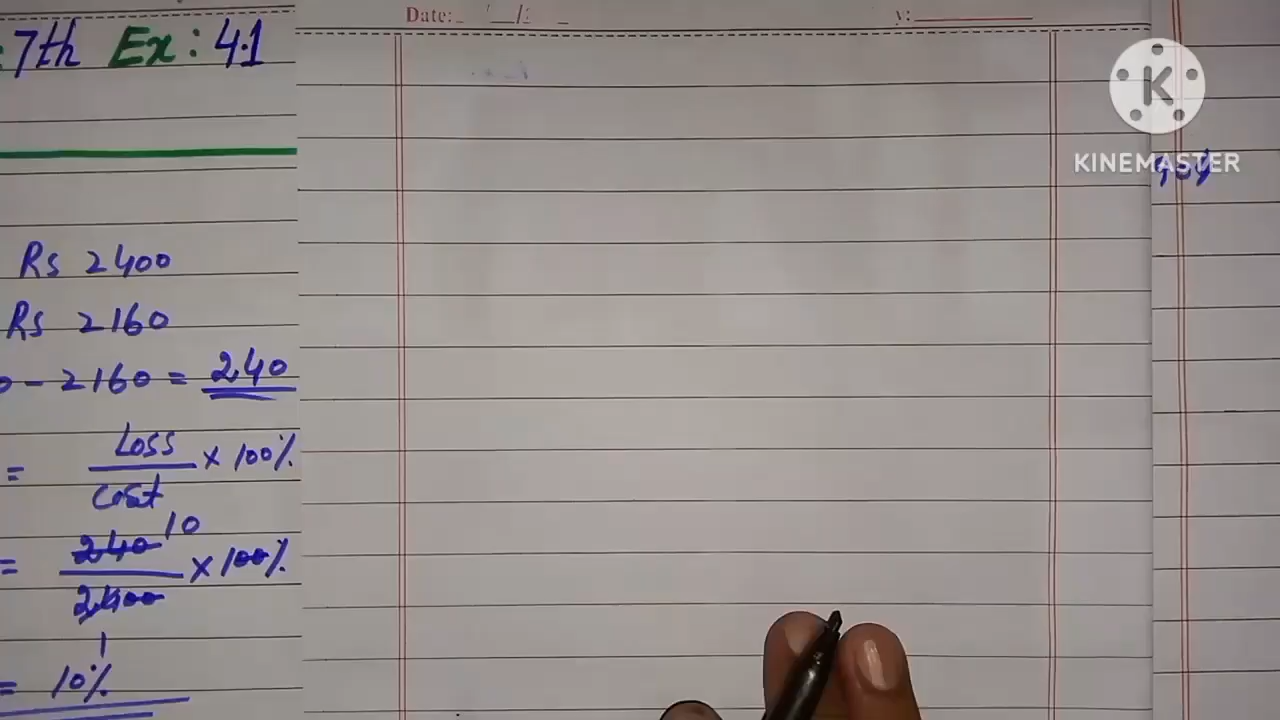 Date:
y:
: 7th Ex : 4.1
KINEMASTER
Rs 2400
Rs 2160
0 - 2160 = 240
= Loss/Cost × 100%
= 240/2400 × 100%
10
1
= 10%